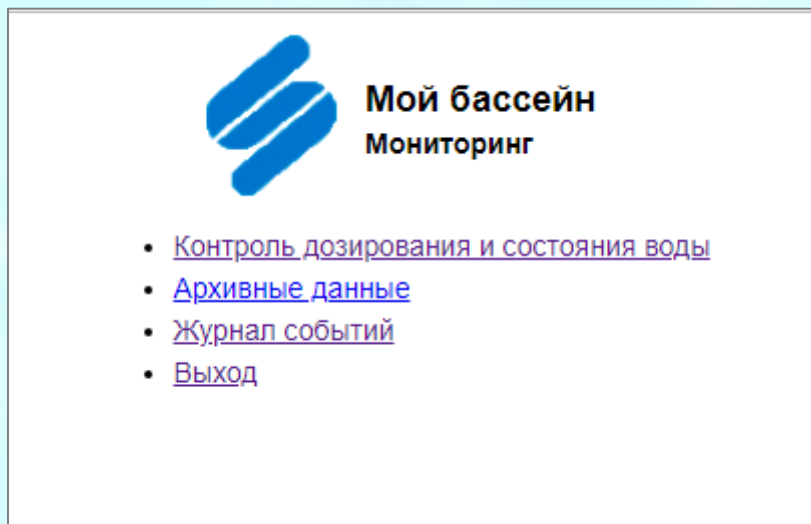 Мой бассейн
Мониторинг
Контроль дозирования и состояния воды
Архивные данные
Журнал событий
Выход